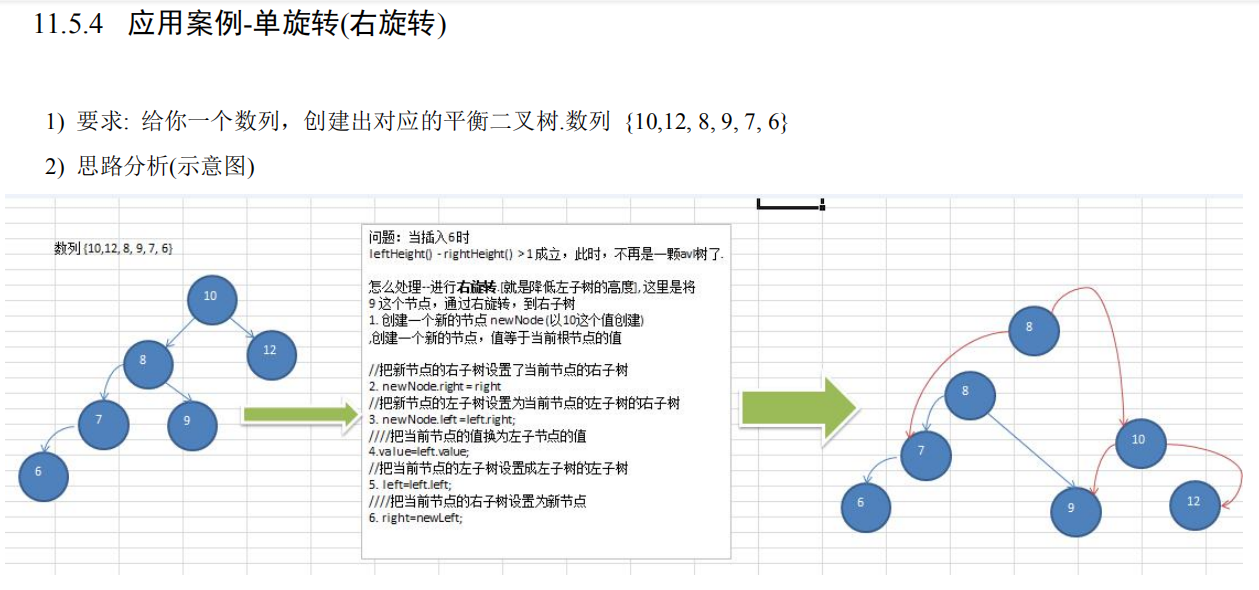 11.5.4 应用案例-单旋转(右旋转)
1) 要求: 给你一个数列，创建出对应的平衡二叉树.数列 {10,12, 8, 9, 7, 6}
2) 思路分析(示意图)
数列 {10,12, 8, 9, 7, 6}
10
12
8
7
9
6
问题：当插入6时
leftHeight() - rightHeight() >1成立，此时，不再是一颗avl树了.
怎么处理--进行右旋转.[就是降低左子树的高度], 这里是将
9 这个节点，通过右旋转，到右子树
1. 创建一个新的节点 newNode (以10这个值创建)
,创建一个新的节点，值等于当前根节点的值
//把新节点的右子树设置了当前节点的右子树
2. newNode.right = right
//把新节点的左子树设置为当前节点的左子树的右子树
3. newNode.left =left.right;
////把当前节点的值换为左子节点的值
4.value=left.value;
//把当前节点的左子树设置成左子树的左子树
5. left=left.left;
////把当前节点的右子树设置为新节点
6. right=newLeft;
8
8
10
7
6
9
12